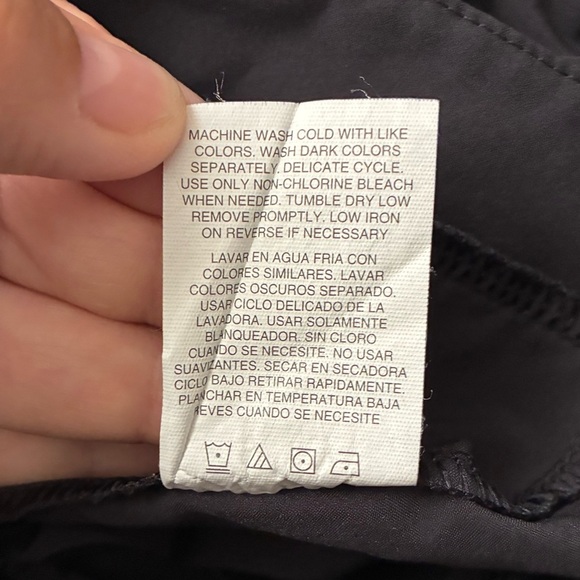 MACHINE WASH COLD WITH LIKE
COLORS. WASH DARK COLORS
SEPARATELY. DELICATE CYCLE.
USE ONLY NON-CHLORINE BLEACH
WHEN NEEDED. TUMBLE DRY LOW
REMOVE PROMPTLY. LOW IRON
ON REVERSE IF NECESSARY
LAVAR EN AGUA FRIA CON
COLORES SIMILARES. LAVAR
COLORES OSCUROS SEPARADO.
USAR CICLO DELICADO DE LA
LAVADORA. USAR SOLAMENTE
BLANQUEADOR. SIN CLORO
CUANDO SE NECESITE. NO USAR
SUAVIZANTES. SECAR EN SECADORA
CICLO BAJO RETIRAR RAPIDAMENTE.
PLANCHAR EN TEMPERATURA BAJA
CUANDO SE NECESITE